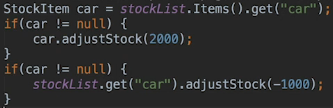 StockItem car = stockList.Items().get("car");
if(car != null) {
    car.adjustStock(2000);
}
if(car != null) {
    stockList.get("car").adjustStock(-1000);
}